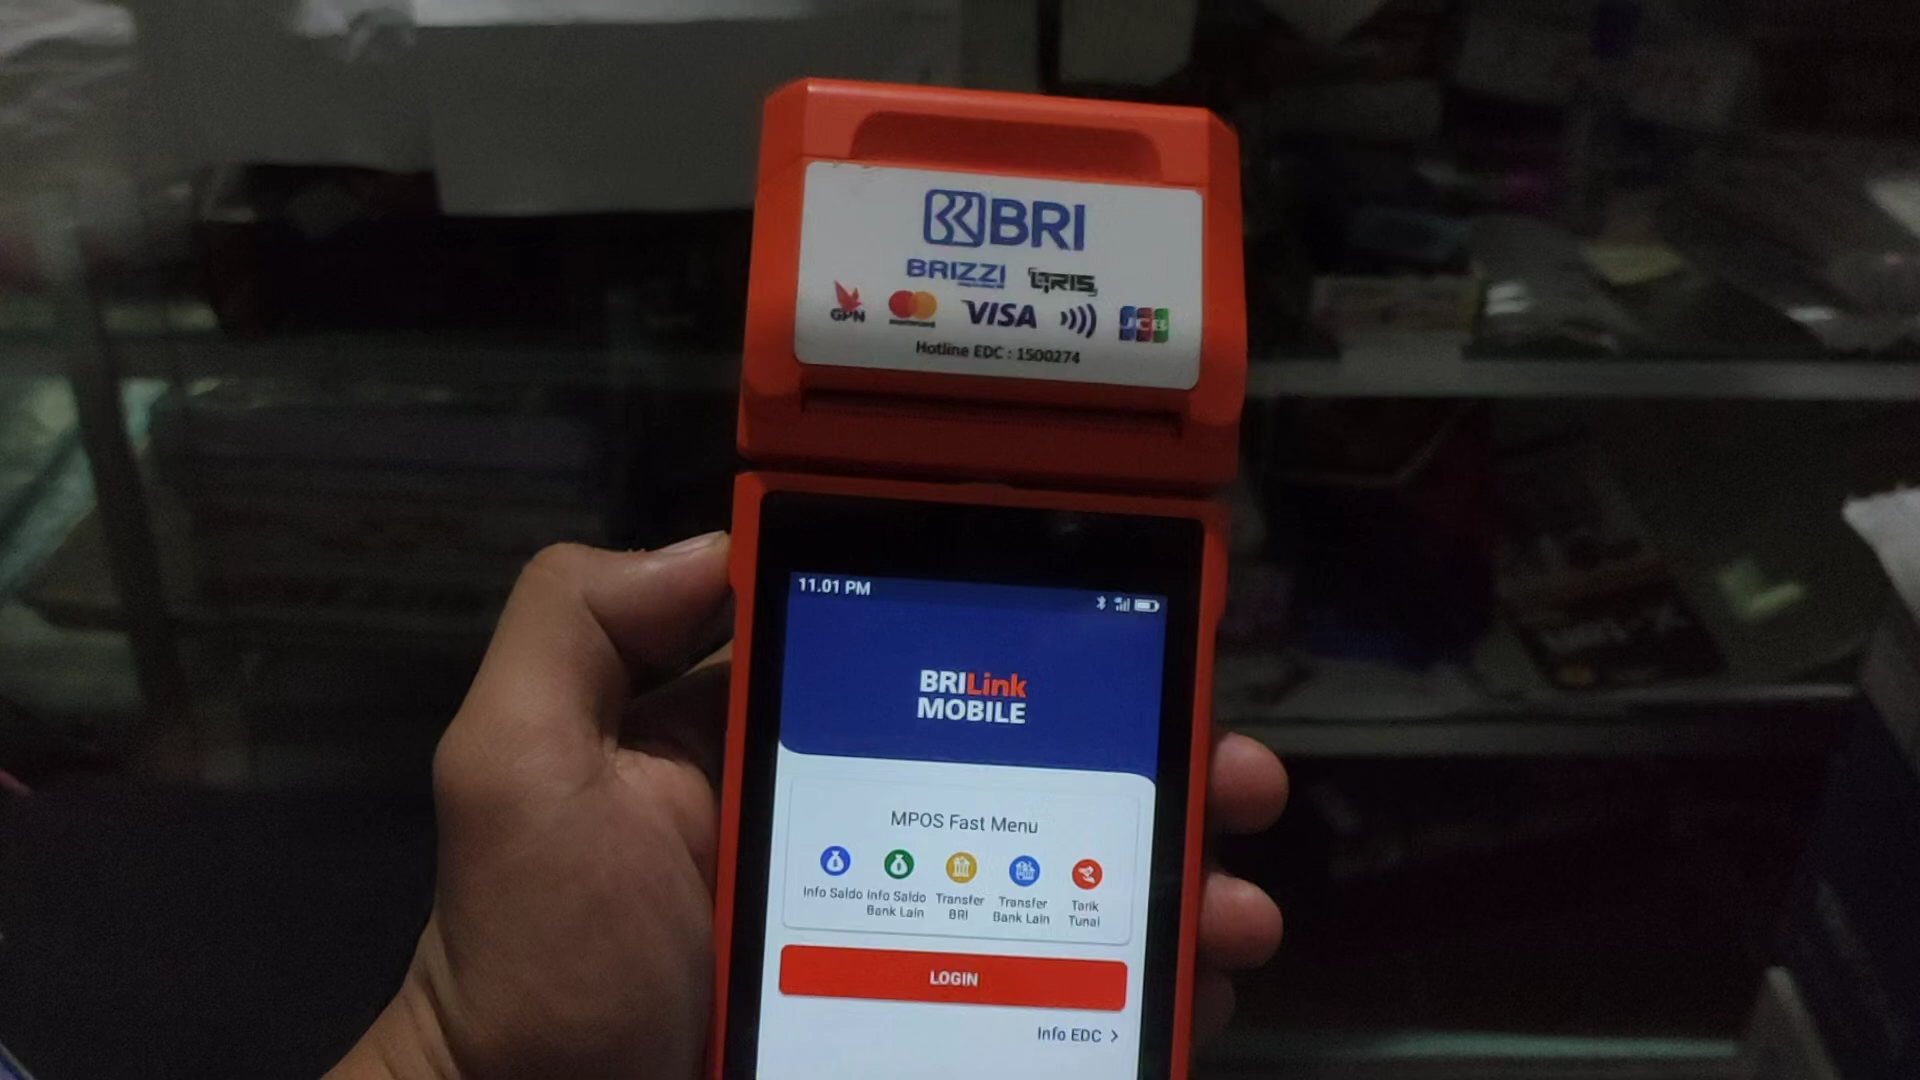 BRI
BRIZZI QRIS
GPN mastercard VISA JCB
Hotline EDC : 1500274
11.01 PM
BRILink
MOBILE
MPOS Fast Menu
Info Saldo
Info Saldo
Bank Lain
Transfer
BRI
Transfer
Bank Lain
Tarik
Tunai
LOGIN
Info EDC >